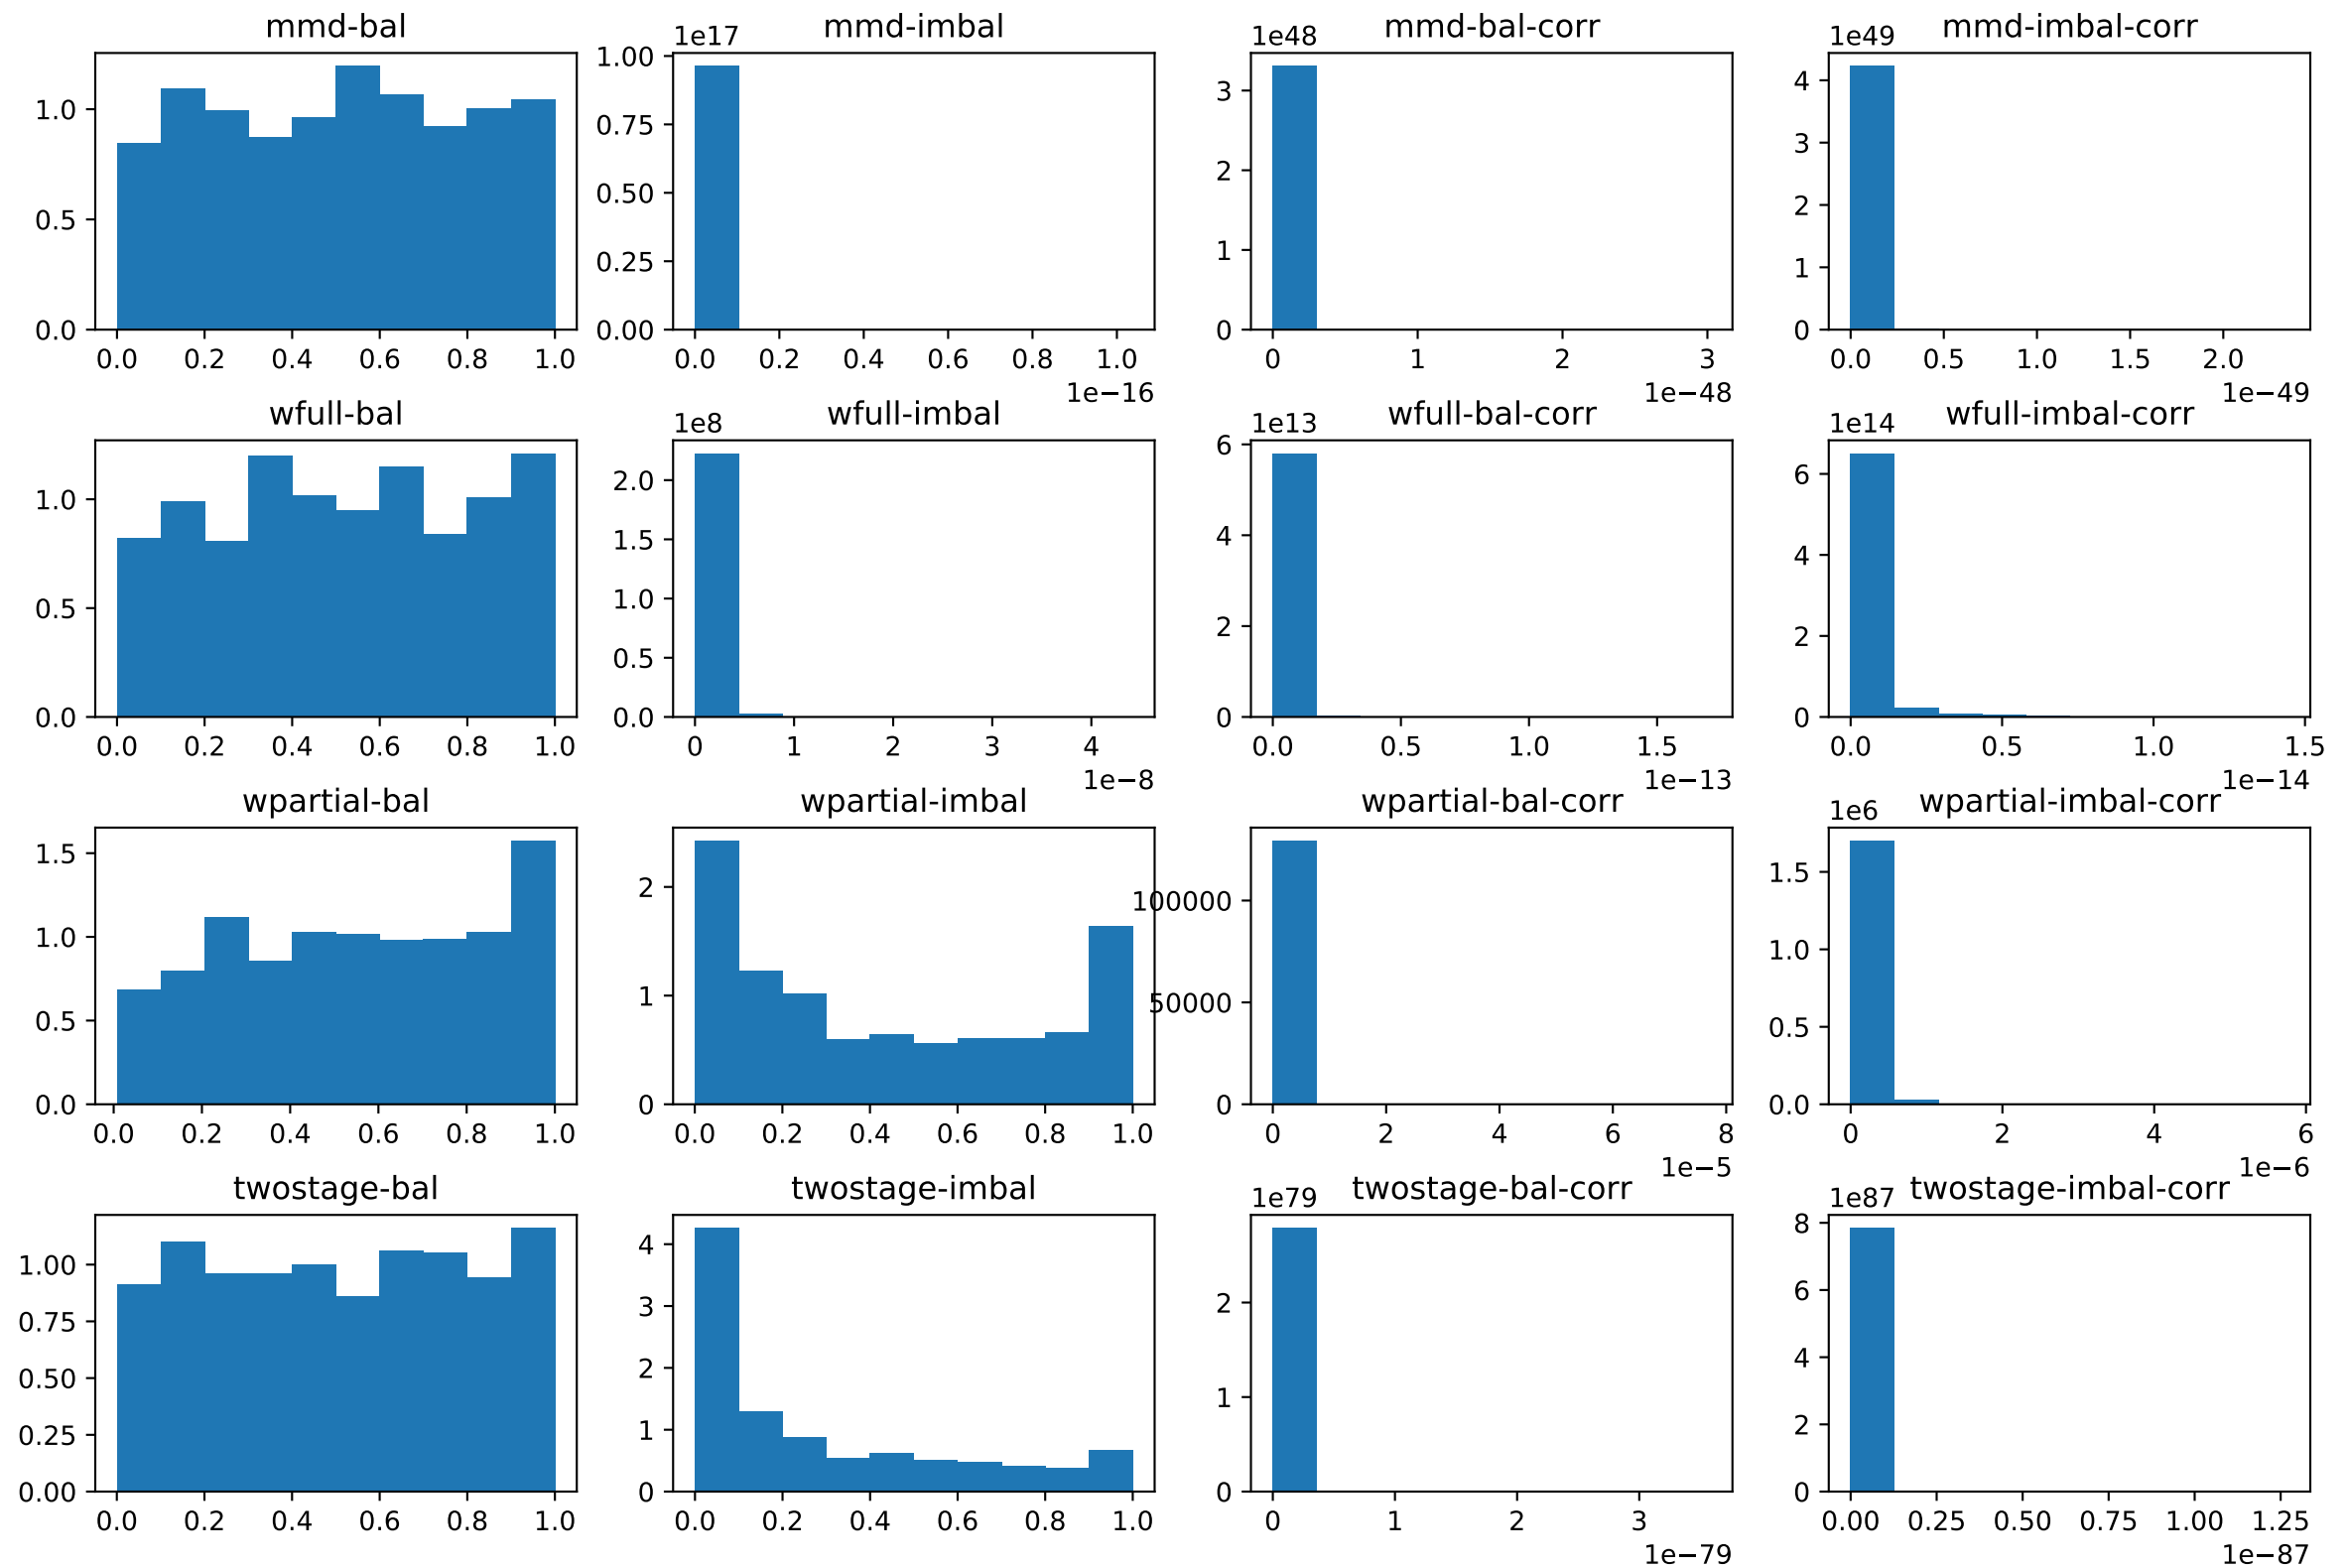 mmd-bal
0.0
0.5
1.0
0.0 0.2 0.4 0.6 0.8 1.0
mmd-imbal
1e17
0.00
0.25
0.50
0.75
1.00
0.0 0.2 0.4 0.6 0.8 1.0
1e−16
mmd-bal-corr
1e48
0
1
2
3
0 1 2 3
1e−48
mmd-imbal-corr
1e49
0
1
2
3
4
0.0 0.5 1.0 1.5 2.0
1e−49
wfull-bal
0.0
0.5
1.0
0.0 0.2 0.4 0.6 0.8 1.0
wfull-imbal
1e8
0.0
0.5
1.0
1.5
2.0
0 1 2 3 4
1e−8
wfull-bal-corr
1e13
0
2
4
6
0.0 0.5 1.0 1.5
1e−13
wfull-imbal-corr
1e14
0
2
4
6
0.0 0.5 1.0 1.5
1e−14
wpartial-bal
0.0
0.5
1.0
1.5
0.0 0.2 0.4 0.6 0.8 1.0
wpartial-imbal
0
1
2
0.0 0.2 0.4 0.6 0.8 1.0
wpartial-bal-corr
0
50000
100000
0 2 4 6 8
1e−5
wpartial-imbal-corr
1e6
0.0
0.5
1.0
1.5
0 2 4 6
1e−6
twostage-bal
0.00
0.25
0.50
0.75
1.00
0.0 0.2 0.4 0.6 0.8 1.0
twostage-imbal
0
1
2
3
4
0.0 0.2 0.4 0.6 0.8 1.0
twostage-bal-corr
1e79
0
1
2
0 1 2 3
1e−79
twostage-imbal-corr
1e87
0
2
4
6
8
0.00 0.25 0.50 0.75 1.00 1.25
1e−87